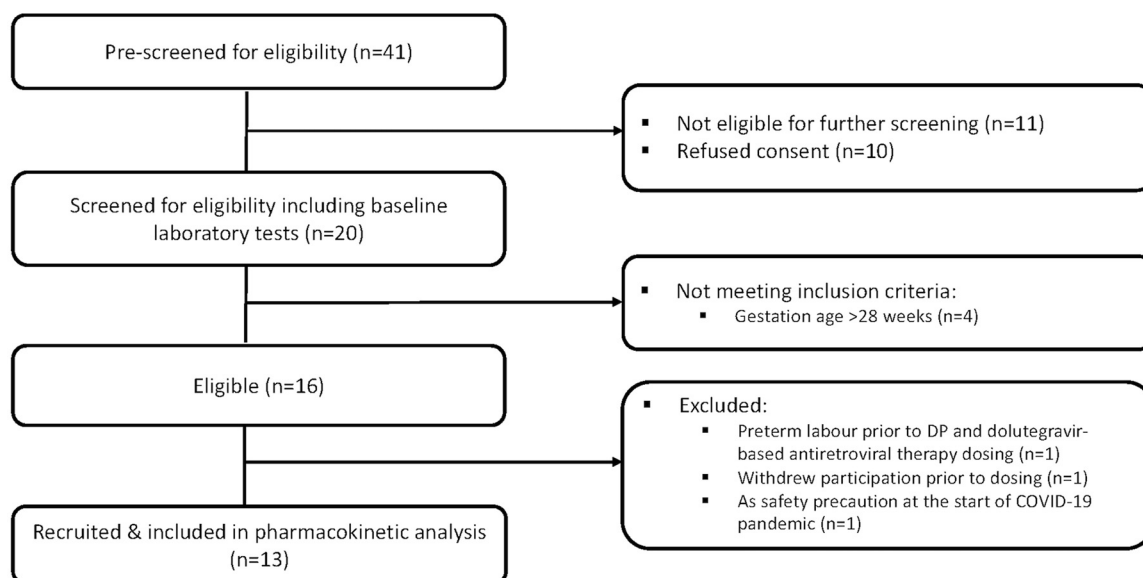 Pre-screened for eligibility (n=41)
▪ Not eligible for further screening (n=11)
▪ Refused consent (n=10)
Screened for eligibility including baseline
laboratory tests (n=20)
▪ Not meeting inclusion criteria:
▪ Gestation age >28 weeks (n=4)
Eligible (n=16)
▪ Excluded:
▪ Preterm labour prior to DP and dolutegravir-
based antiretroviral therapy dosing (n=1)
▪ Withdrew participation prior to dosing (n=1)
▪ As safety precaution at the start of COVID-19
pandemic (n=1)
Recruited & included in pharmacokinetic analysis
(n=13)